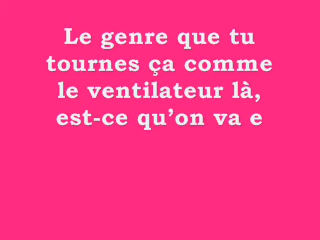 Le genre que tu
tournes ça comme
le ventilateur là,
est-ce qu’on va e